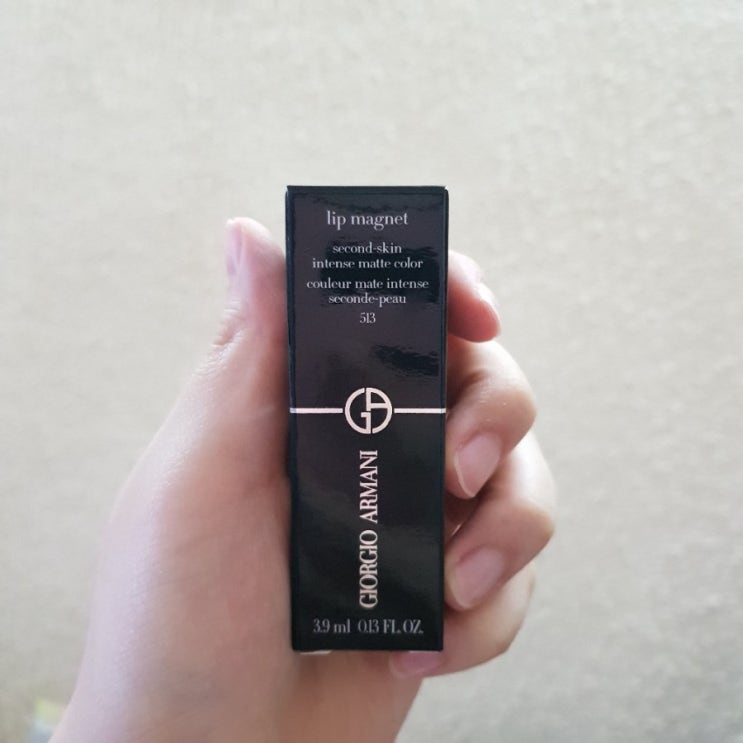 lip magnet
second-skin
intense matte color
couleur mate intense
seconde-peau
513
GA
GIORGIO ARMANI
3.9 ml 0.13 FL. OZ.